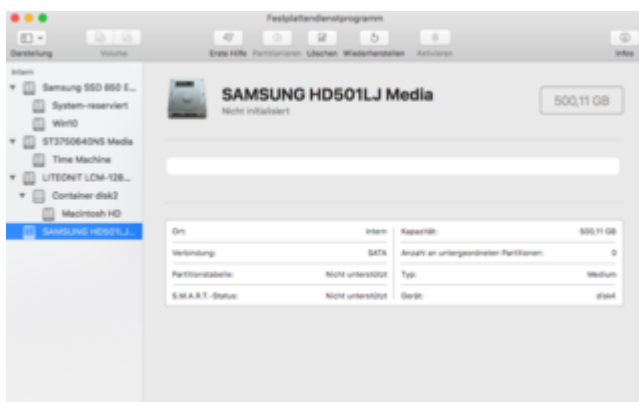 Festplattendienstprogramm
Darstellung Volume Erste Hilfe Partitionieren Löschen Wiederherstellen Aktivieren Infos
Intern
Samsung SSD 850 E...
System-reserviert
Win10
ST3750640NS Media
Time Machine
LITEONIT LCM-128...
Container disk2
Macintosh HD
SAMSUNG HD501LJ...
SAMSUNG HD501LJ Media
Nicht initialisiert
500,11 GB
Ort: Intern Kapazität: 500,11 GB
Verbindung: SATA Anzahl an untergeordneten Partitionen: 0
Partitionstabelle: Nicht unterstützt Typ: Medium
S.M.A.R.T.-Status: Nicht unterstützt Gerät: disk4